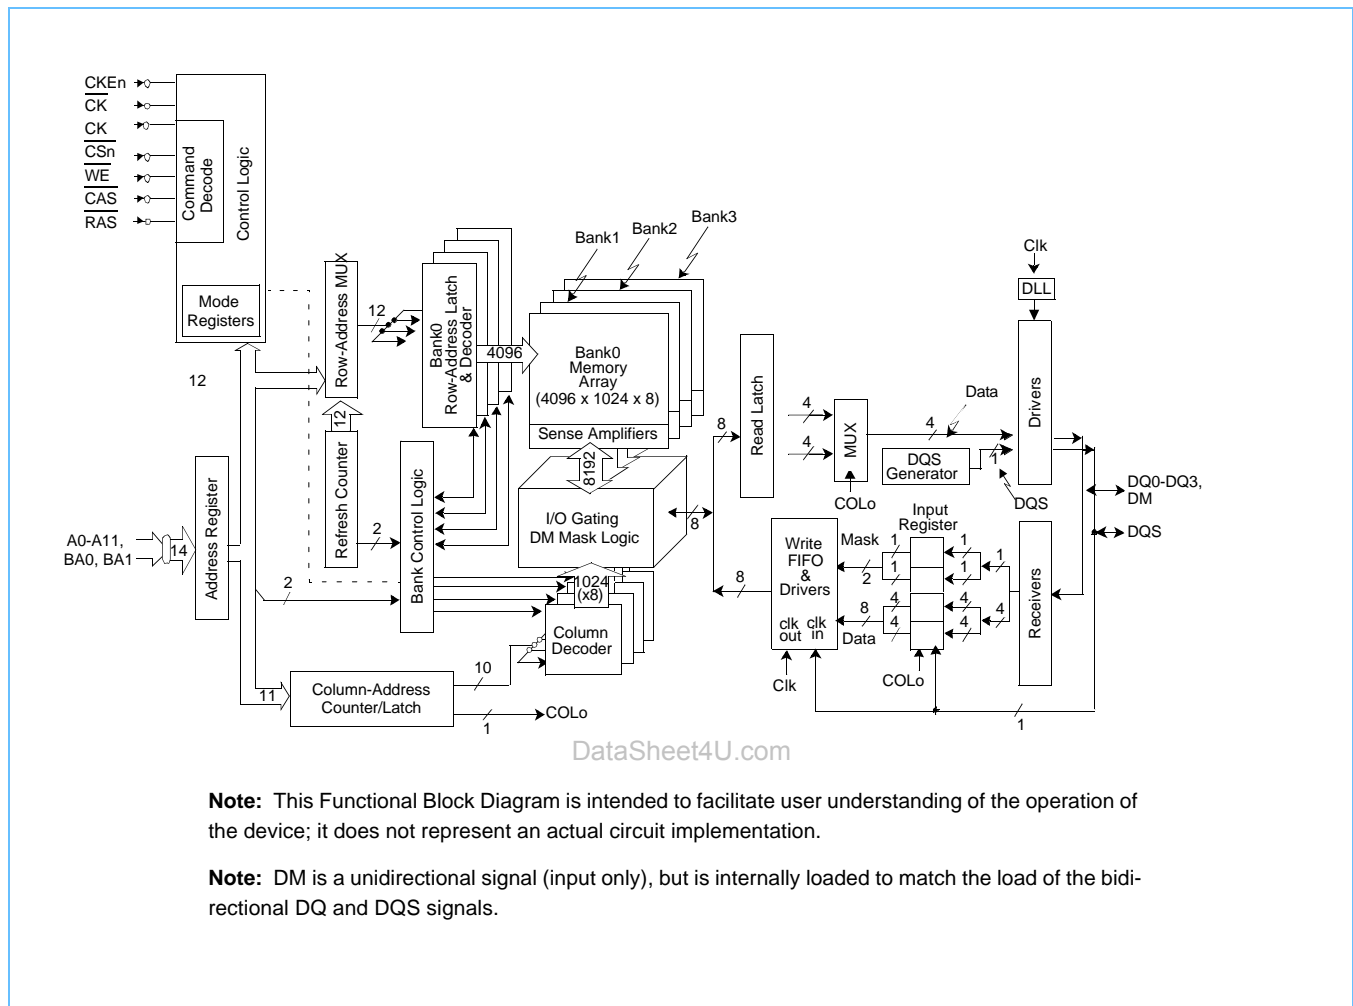 CKEn
CK
CK
CSn
WE
CAS
RAS
Command
Decode
Control Logic
Mode
Registers
12
Row-Address MUX
12
12
Refresh Counter
2
Bank0
Row-Address Latch
& Decoder
4096
Bank1
Bank2
Bank3
Bank0
Memory
Array
(4096 x 1024 x 8)
Sense Amplifiers
8192
I/O Gating
DM Mask Logic
8
8
8
Bank Control Logic
2
A0-A11,
BA0, BA1
14
Address Register
11
Column-Address
Counter/Latch
10
1
COLo
1024
(x8)
Column
Decoder
Read Latch
4
4
MUX
COLo
4
Data
DQS
Generator
1
DQS
Clk
DLL
Drivers
DQ0-DQ3,
DM
DQS
Input
Register
Write
FIFO
&
Drivers
clk
out
clk
in
Clk
Mask
1
1
2
8
4
4
Data
1
1
1
4
4
4
COLo
Receivers
1
DataSheet4U.com
Note: This Functional Block Diagram is intended to facilitate user understanding of the operation of
the device; it does not represent an actual circuit implementation.
Note: DM is a unidirectional signal (input only), but is internally loaded to match the load of the bidi-
rectional DQ and DQS signals.